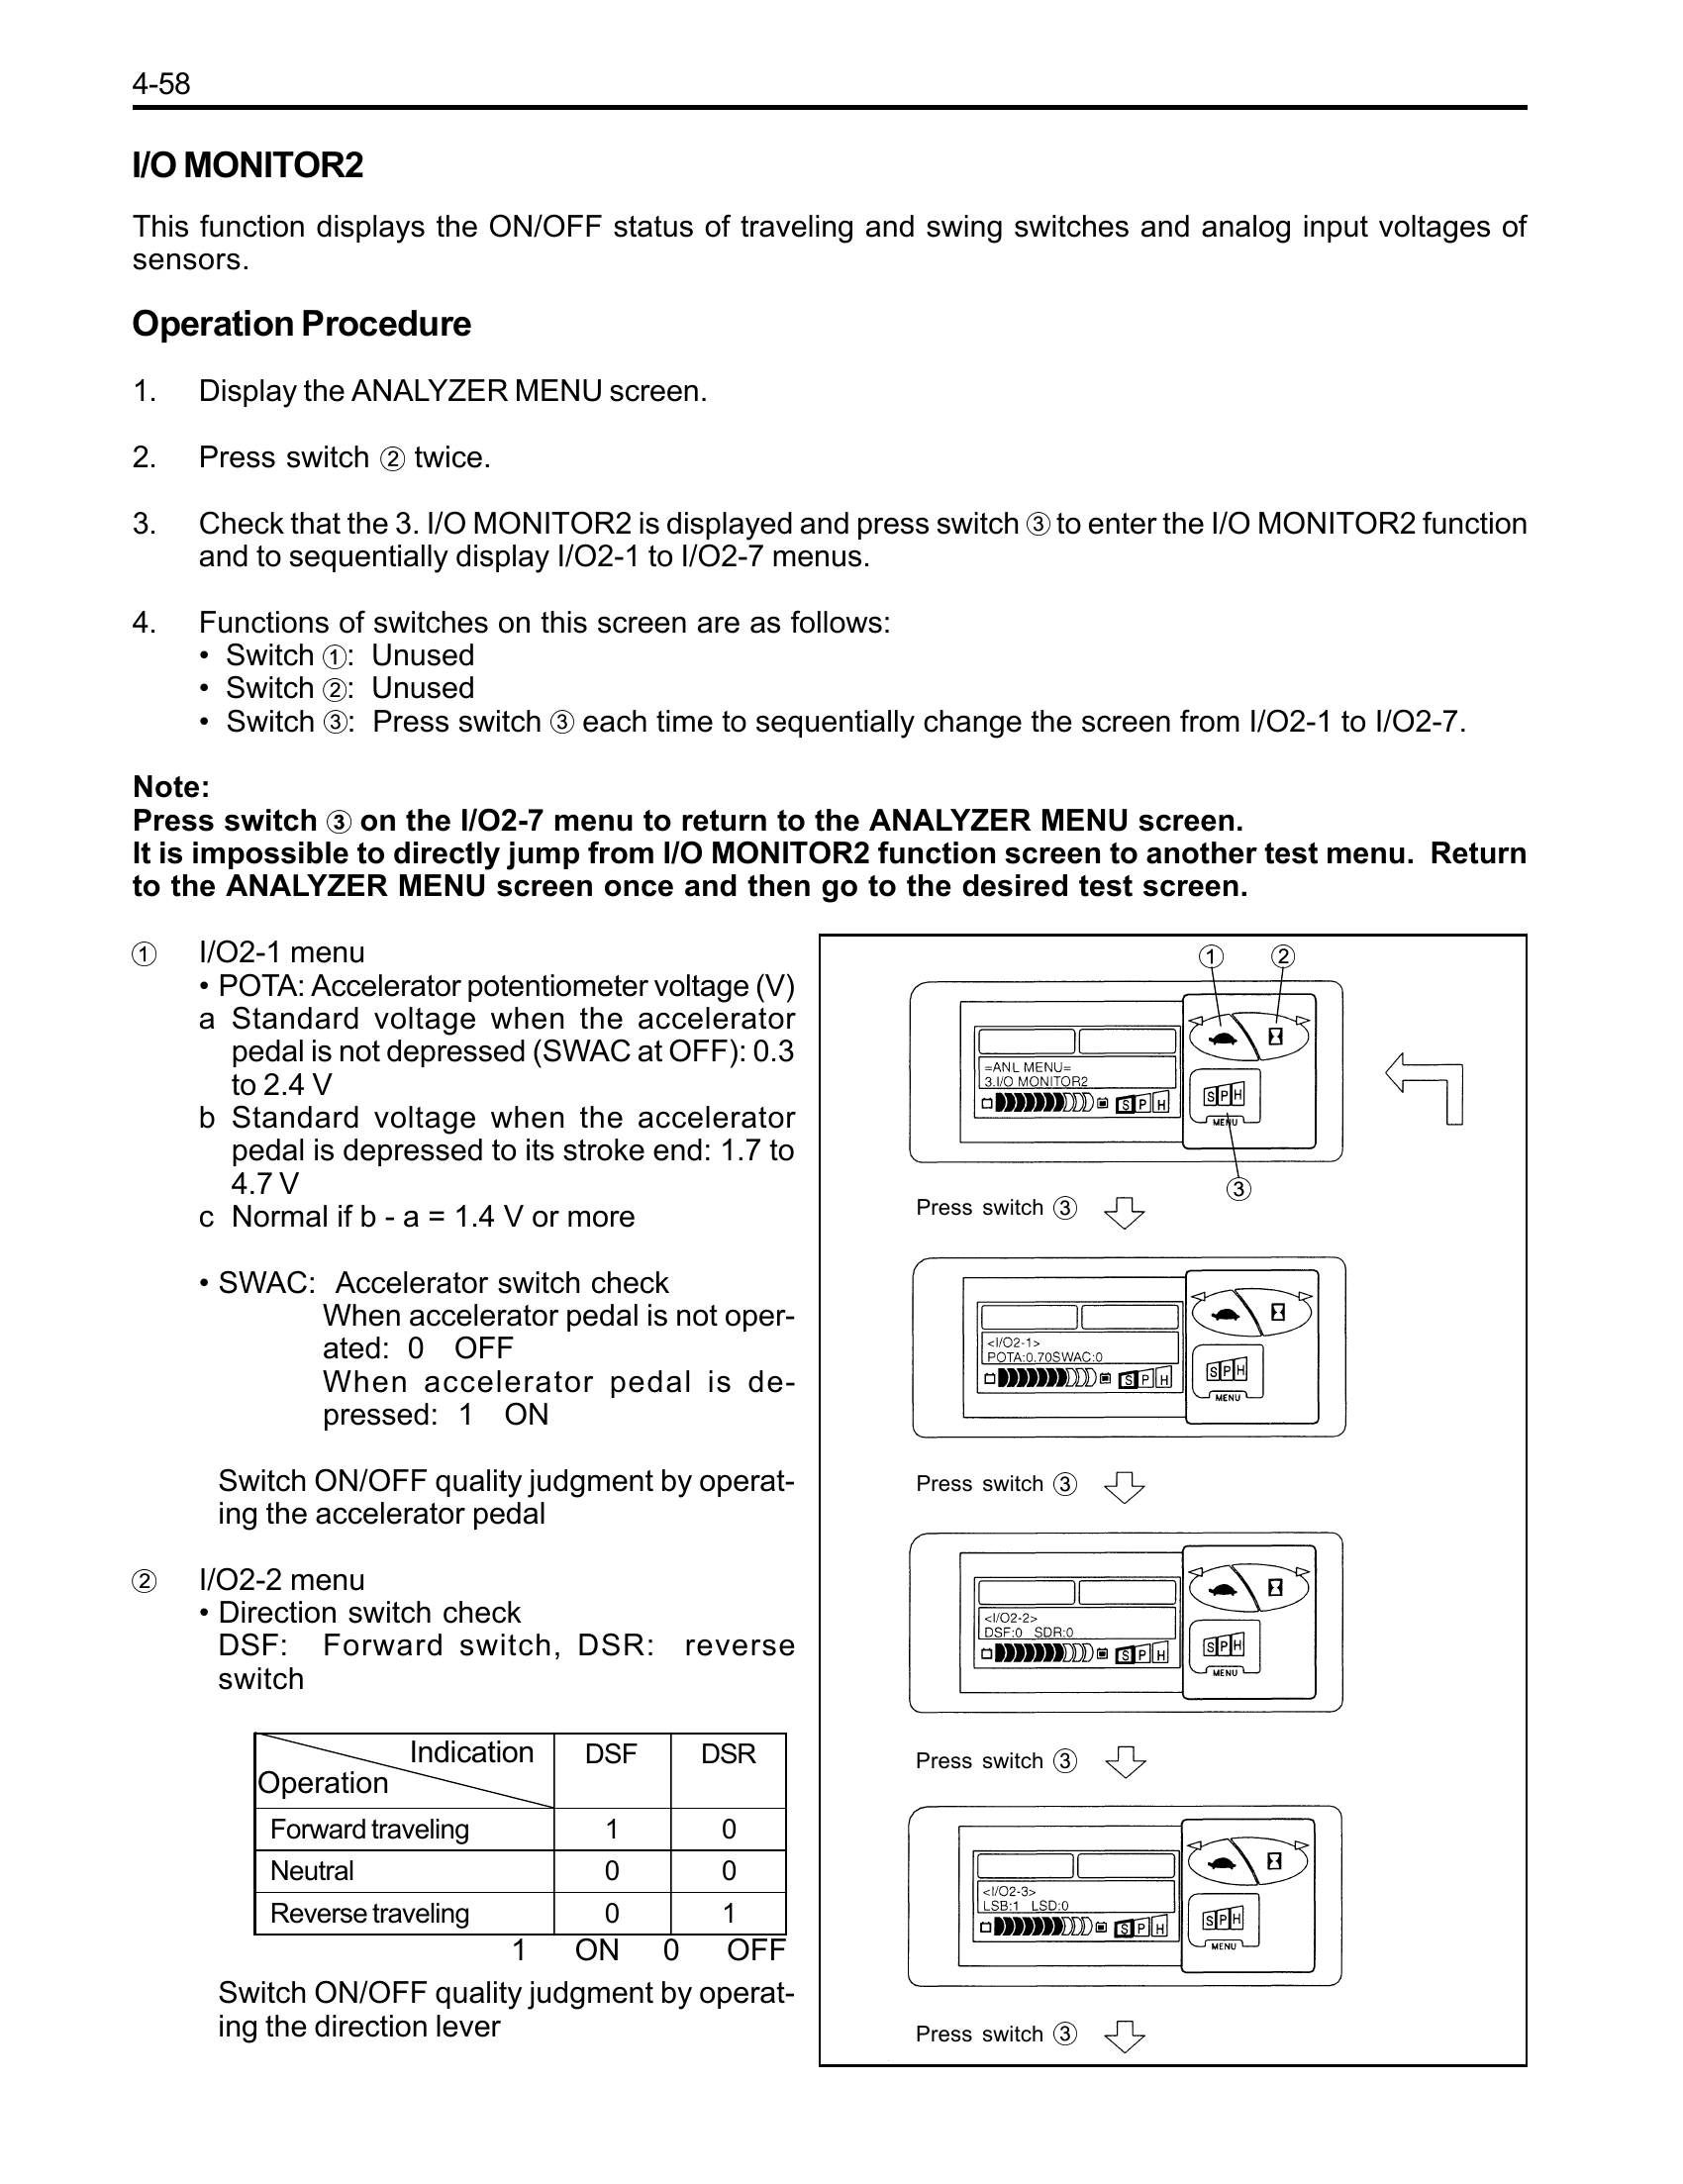 4-58
I/O MONITOR2
This function displays the ON/OFF status of traveling and swing switches and analog input voltages of
sensors.
Operation Procedure
1. Display the ANALYZER MENU screen.
2. Press switch ② twice.
3. Check that the 3. I/O MONITOR2 is displayed and press switch ③ to enter the I/O MONITOR2 function
and to sequentially display I/O2-1 to I/O2-7 menus.
4. Functions of switches on this screen are as follows:
• Switch ①: Unused
• Switch ②: Unused
• Switch ③: Press switch ③ each time to sequentially change the screen from I/O2-1 to I/O2-7.
Note:
Press switch ③ on the I/O2-7 menu to return to the ANALYZER MENU screen.
It is impossible to directly jump from I/O MONITOR2 function screen to another test menu. Return
to the ANALYZER MENU screen once and then go to the desired test screen.
① I/O2-1 menu
• POTA: Accelerator potentiometer voltage (V)
a Standard voltage when the accelerator
pedal is not depressed (SWAC at OFF): 0.3
to 2.4 V
b Standard voltage when the accelerator
pedal is depressed to its stroke end: 1.7 to
4.7 V
c Normal if b - a = 1.4 V or more
• SWAC: Accelerator switch check
When accelerator pedal is not oper-
ated: 0 OFF
When accelerator pedal is de-
pressed: 1 ON
Switch ON/OFF quality judgment by operat-
ing the accelerator pedal
② I/O2-2 menu
• Direction switch check
DSF: Forward switch, DSR: reverse
switch
Indication DSF DSR
Operation
Forward traveling 1 0
Neutral 0 0
Reverse traveling 0 1
1 ON 0 OFF
Switch ON/OFF quality judgment by operat-
ing the direction lever
① ②
=ANL MENU=
3.I/O MONITOR2
S P H
S P H
MENU
③
Press switch ③
<I/O2-1>
POTA:0.70SWAC:0
S P H
S P H
MENU
Press switch ③
<I/O2-2>
DSF:0 SDR:0
S P H
S P H
MENU
Press switch ③
<I/O2-3>
LSB:1 LSD:0
S P H
S P H
MENU
Press switch ③